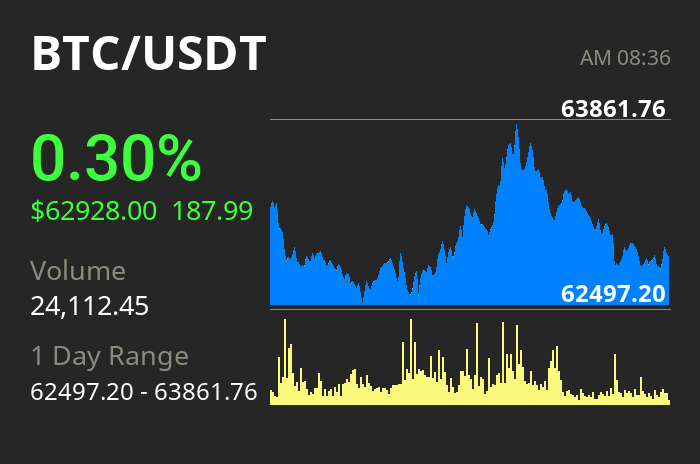 BTC/USDT
AM 08:36
63861.76
0.30%
$62928.00 187.99
Volume
24,112.45
62497.20
1 Day Range
62497.20 - 63861.76